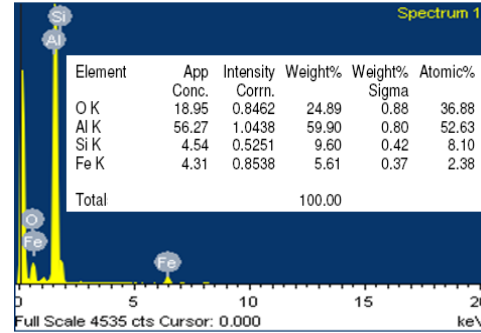 Spectrum 1
Si
Al
Element App Intensity Weight% Weight% Atomic%
Conc. Corrn. Sigma
O K 18.95 0.8462 24.89 0.88 36.88
Al K 56.27 1.0438 59.90 0.80 52.63
Si K 4.54 0.5251 9.60 0.42 8.10
Fe K 4.31 0.8538 5.61 0.37 2.38
Total 100.00
O
Fe
Fe
0 5 10 15 20
Full Scale 4535 cts Cursor: 0.000 keV